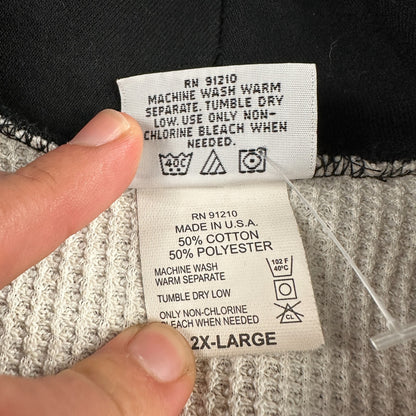 RN 91210
MACHINE WASH WARM
SEPARATE. TUMBLE DRY
LOW. USE ONLY NON-
CHLORINE BLEACH WHEN
NEEDED.
40C
RN 91210
MADE IN U.S.A.
50% COTTON
50% POLYESTER
MACHINE WASH
WARM SEPARATE
102 F
40°C
TUMBLE DRY LOW
ONLY NON-CHLORINE
BLEACH WHEN NEEDED
CL
2X-LARGE